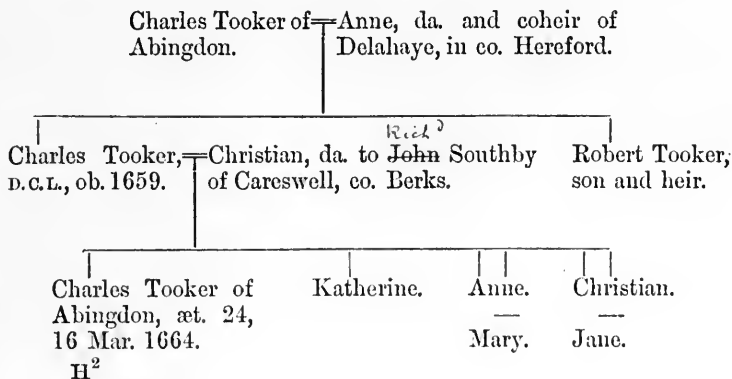 Charles Tooker of Abingdon.
Anne, da. and coheir of Delahaye, in co. Hereford.
Richd
Charles Tooker, D.C.L., ob. 1659.
Christian, da. to John Southby of Careswell, co. Berks.
Robert Tooker, son and heir.
Charles Tooker of Abingdon, æt. 24, 16 Mar. 1664.
Katherine.
Anne.
—
Mary.
Christian.
—
Jane.
H2